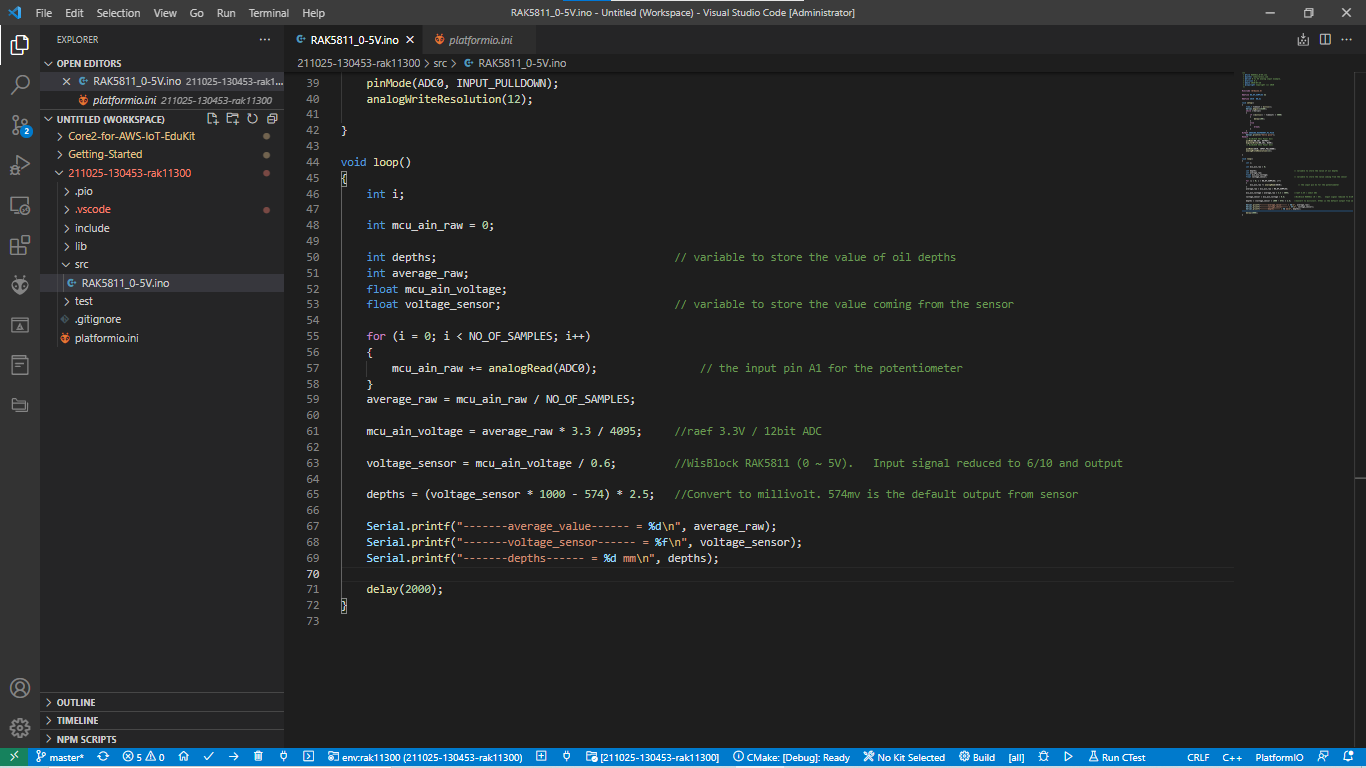 File Edit Selection View Go Run Terminal Help RAK5811_0-5V.ino - Untitled (Workspace) - Visual Studio Code [Administrator]
EXPLORER
OPEN EDITORS
RAK5811_0-5V.ino 211025-130453-rak11...
platformio.ini 211025-130453-rak11300
UNTITLED (WORKSPACE)
Core2-for-AWS-IoT-EduKit
Getting-Started
211025-130453-rak11300
.pio
.vscode
include
lib
src
RAK5811_0-5V.ino
test
.gitignore
platformio.ini
OUTLINE
TIMELINE
NPM SCRIPTS
2
RAK5811_0-5V.ino platformio.ini
211025-130453-rak11300 > src > RAK5811_0-5V.ino
39 pinMode(ADC0, INPUT_PULLDOWN);
40 analogWriteResolution(12);
41
42 }
43
44 void loop()
45 {
46 int i;
47
48 int mcu_ain_raw = 0;
49
50 int depths; // variable to store the value of oil depths
51 int average_raw;
52 float mcu_ain_voltage;
53 float voltage_sensor; // variable to store the value coming from the sensor
54
55 for (i = 0; i < NO_OF_SAMPLES; i++)
56 {
57 mcu_ain_raw += analogRead(ADC0); // the input pin A1 for the potentiometer
58 }
59 average_raw = mcu_ain_raw / NO_OF_SAMPLES;
60
61 mcu_ain_voltage = average_raw * 3.3 / 4095; //raef 3.3V / 12bit ADC
62
63 voltage_sensor = mcu_ain_voltage / 0.6; //WisBlock RAK5811 (0 ~ 5V). Input signal reduced to 6/10 and output
64
65 depths = (voltage_sensor * 1000 - 574) * 2.5; //Convert to millivolt. 574mv is the default output from sensor
66
67 Serial.printf("-------average_value------ = %d\n", average_raw);
68 Serial.printf("-------voltage_sensor------ = %f\n", voltage_sensor);
69 Serial.printf("-------depths------ = %d mm\n", depths);
70
71 delay(2000);
72 }
73
master* 5 0 env:rak11300 (211025-130453-rak11300) [211025-130453-rak11300] CMake: [Debug]: Ready No Kit Selected Build [all] Run CTest CRLF C++ PlatformIO